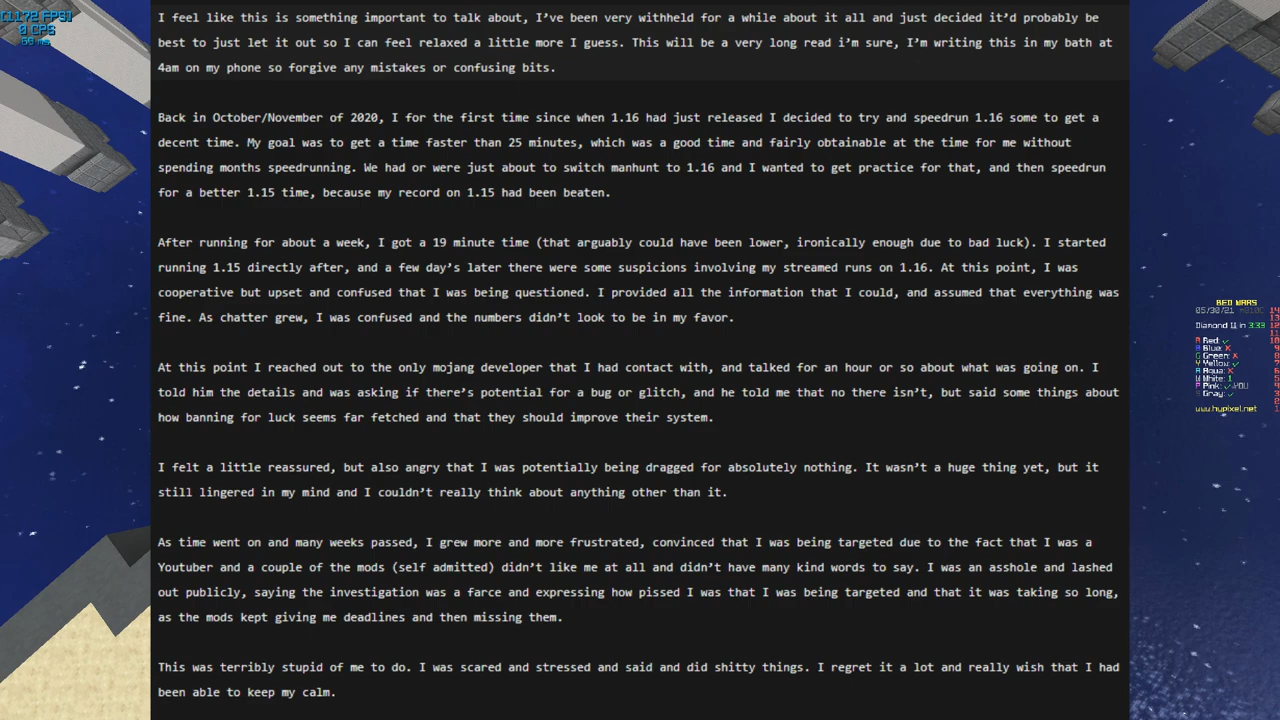 [1172 FPS]
0 CPS
I feel like this is something important to talk about, I've been very withheld for a while about it all and just decided it'd probably be
best to just let it out so I can feel relaxed a little more I guess. This will be a very long read i'm sure, I'm writing this in my bath at
4am on my phone so forgive any mistakes or confusing bits.
Back in October/November of 2020, I for the first time since when 1.16 had just released I decided to try and speedrun 1.16 some to get a
decent time. My goal was to get a time faster than 25 minutes, which was a good time and fairly obtainable at the time for me without
spending months speedrunning. We had or were just about to switch manhunt to 1.16 and I wanted to get practice for that, and then speedrun
for a better 1.15 time, because my record on 1.15 had been beaten.
After running for about a week, I got a 19 minute time (that arguably could have been lower, ironically enough due to bad luck). I started
running 1.15 directly after, and a few day's later there were some suspicions involving my streamed runs on 1.16. At this point, I was
cooperative but upset and confused that I was being questioned. I provided all the information that I could, and assumed that everything was
fine. As chatter grew, I was confused and the numbers didn't look to be in my favor.
At this point I reached out to the only mojang developer that I had contact with, and talked for an hour or so about what was going on. I
told him the details and was asking if there's potential for a bug or glitch, and he told me that no there isn't, but said some things about
how banning for luck seems far fetched and that they should improve their system.
I felt a little reassured, but also angry that I was potentially being dragged for absolutely nothing. It wasn't a huge thing yet, but it
still lingered in my mind and I couldn't really think about anything other than it.
As time went on and many weeks passed, I grew more and more frustrated, convinced that I was being targeted due to the fact that I was a
Youtuber and a couple of the mods (self admitted) didn't like me at all and didn't have many kind words to say. I was an asshole and lashed
out publicly, saying the investigation was a farce and expressing how pissed I was that I was being targeted and that it was taking so long,
as the mods kept giving me deadlines and then missing them.
This was terribly stupid of me to do. I was scared and stressed and said and did shitty things. I regret it a lot and really wish that I had
been able to keep my calm.
BED WARS
05/30/21
Diamond II in 3:33
R Red: ✓
B Blue: X
G Green: X
Y Yellow: ✓
A Aqua: X
W White: 1
P Pink: ✓ YOU
S Gray: ✓
www.hypixel.net